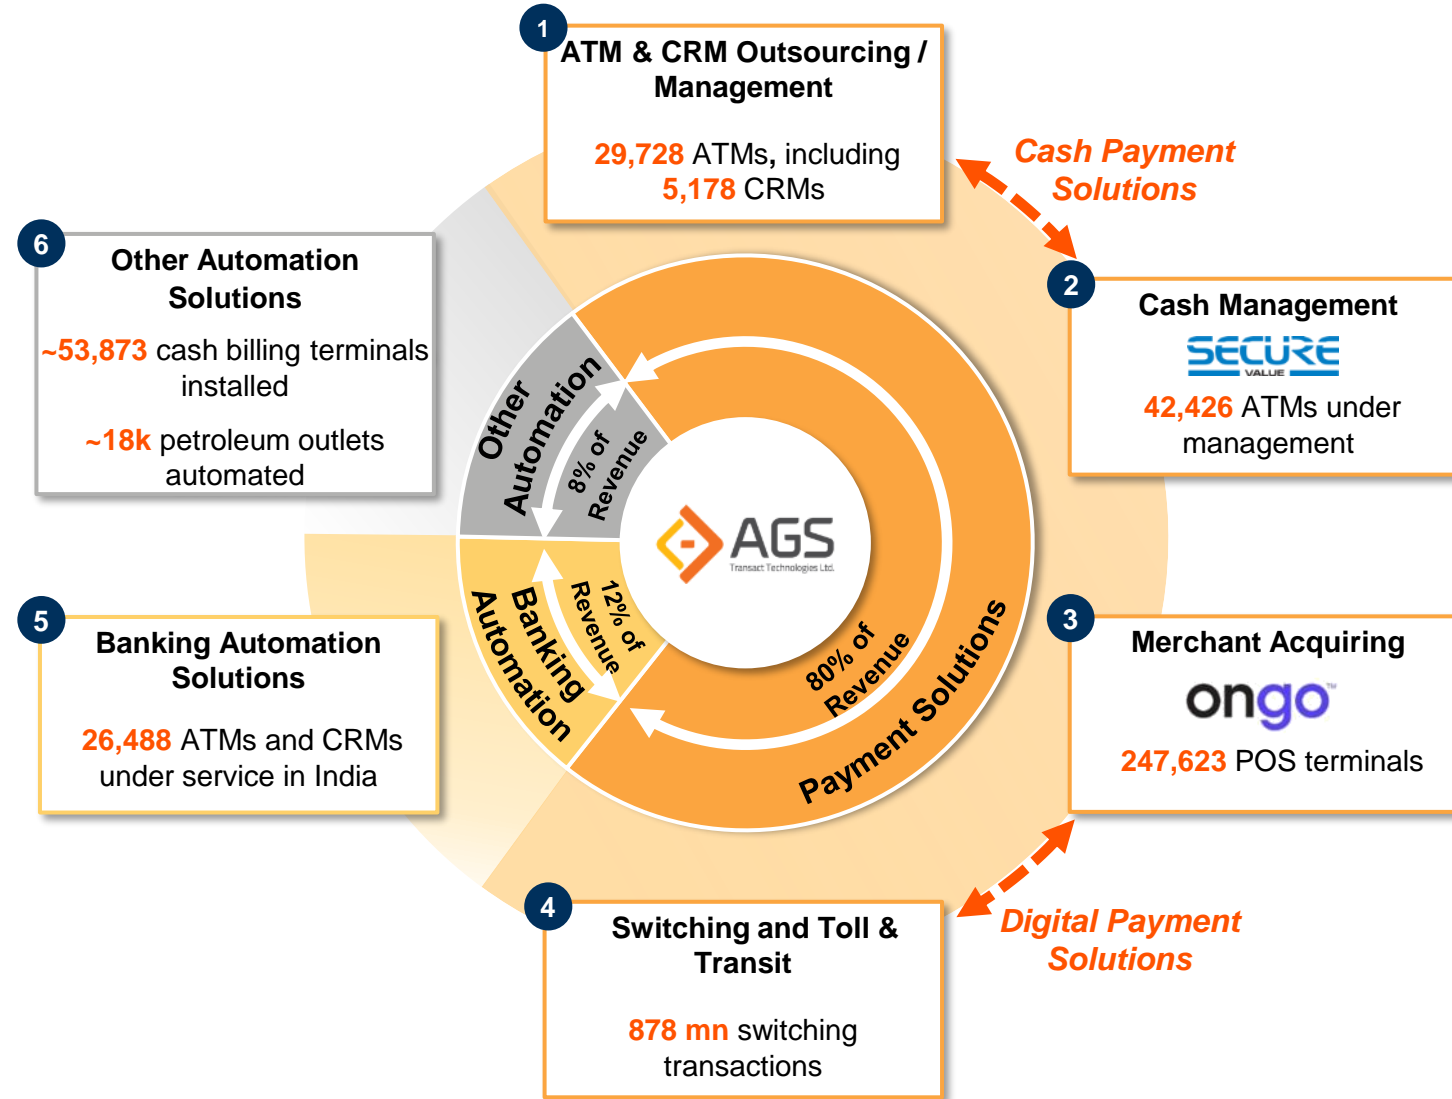 1
ATM & CRM Outsourcing /
Management
29,728 ATMs, including
5,178 CRMs
Cash Payment
Solutions
2
Cash Management
SECURE
VALUE
42,426 ATMs under
management
3
Merchant Acquiring
ongo™
247,623 POS terminals
Digital Payment
Solutions
4
Switching and Toll &
Transit
878 mn switching
transactions
5
Banking Automation
Solutions
26,488 ATMs and CRMs
under service in India
6
Other Automation
Solutions
~53,873 cash billing terminals
installed
~18k petroleum outlets
automated
Other
Automation
8% of
Revenue
Banking
Automation
12% of
Revenue
80% of
Revenue
Payment Solutions
AGS
Transact Technologies Ltd.